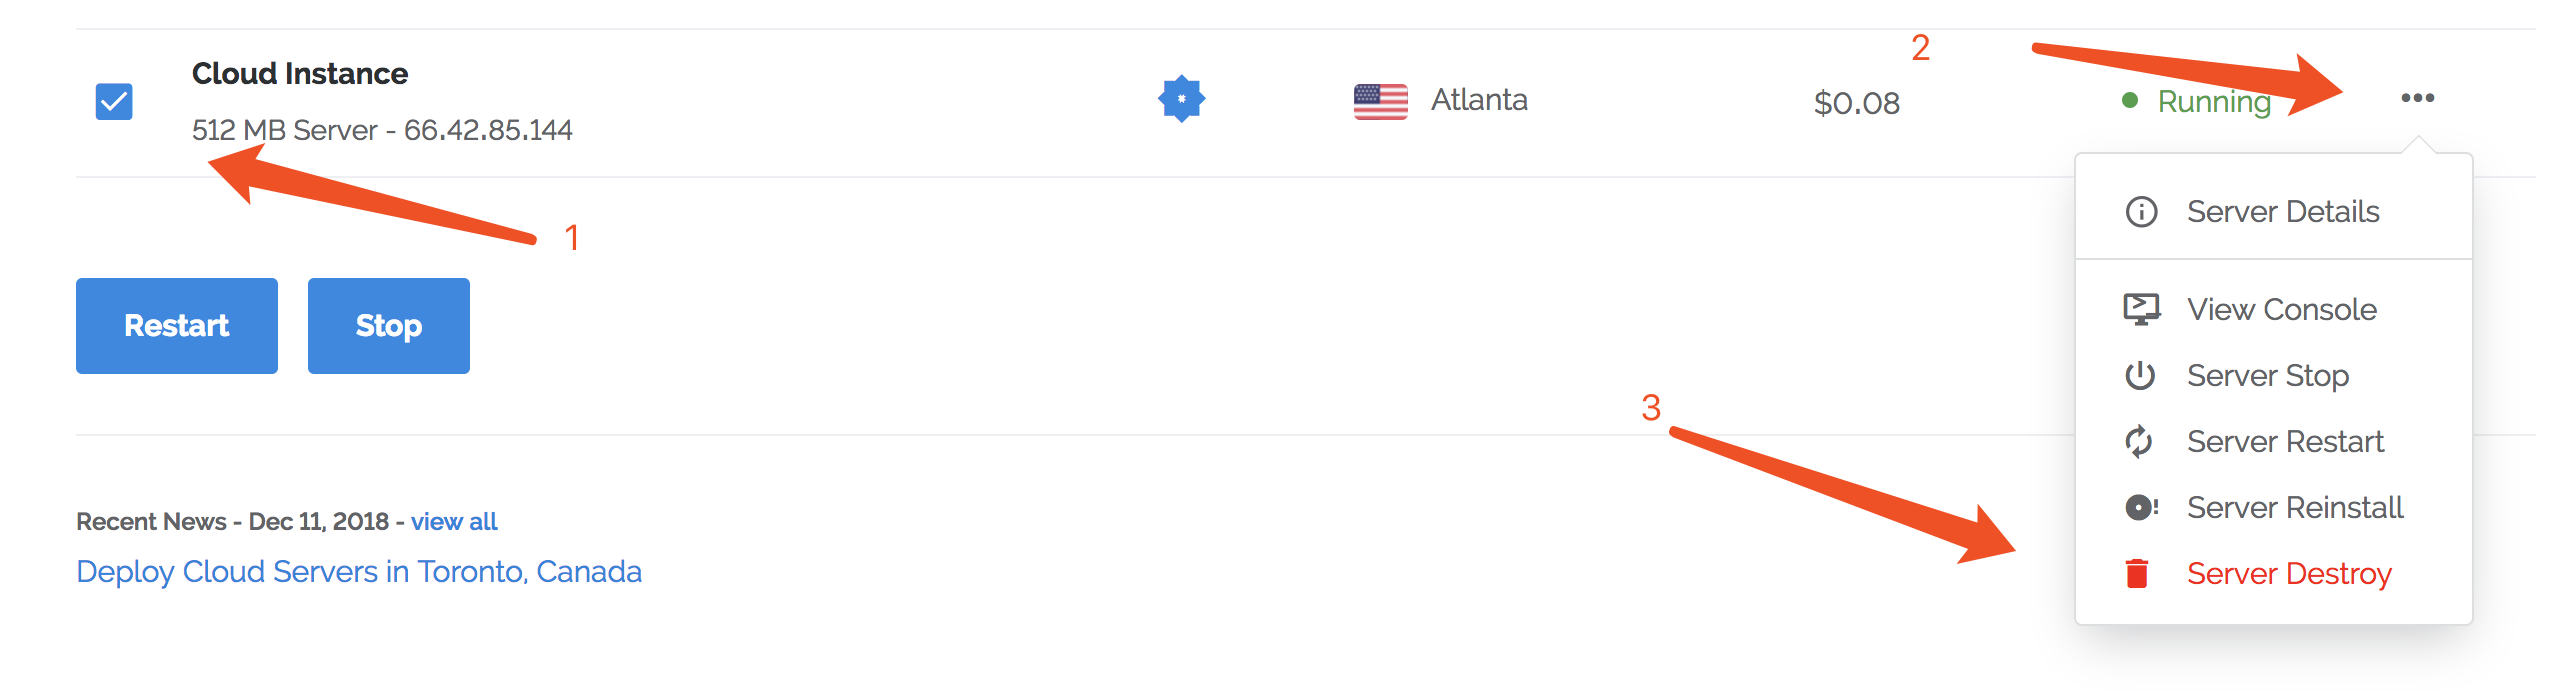 Cloud Instance
512 MB Server - 66.42.85.144
Atlanta
$0.08
Running
2
1
Restart
Stop
3
Server Details
View Console
Server Stop
Server Restart
Server Reinstall
Server Destroy
Recent News - Dec 11, 2018 - view all
Deploy Cloud Servers in Toronto, Canada